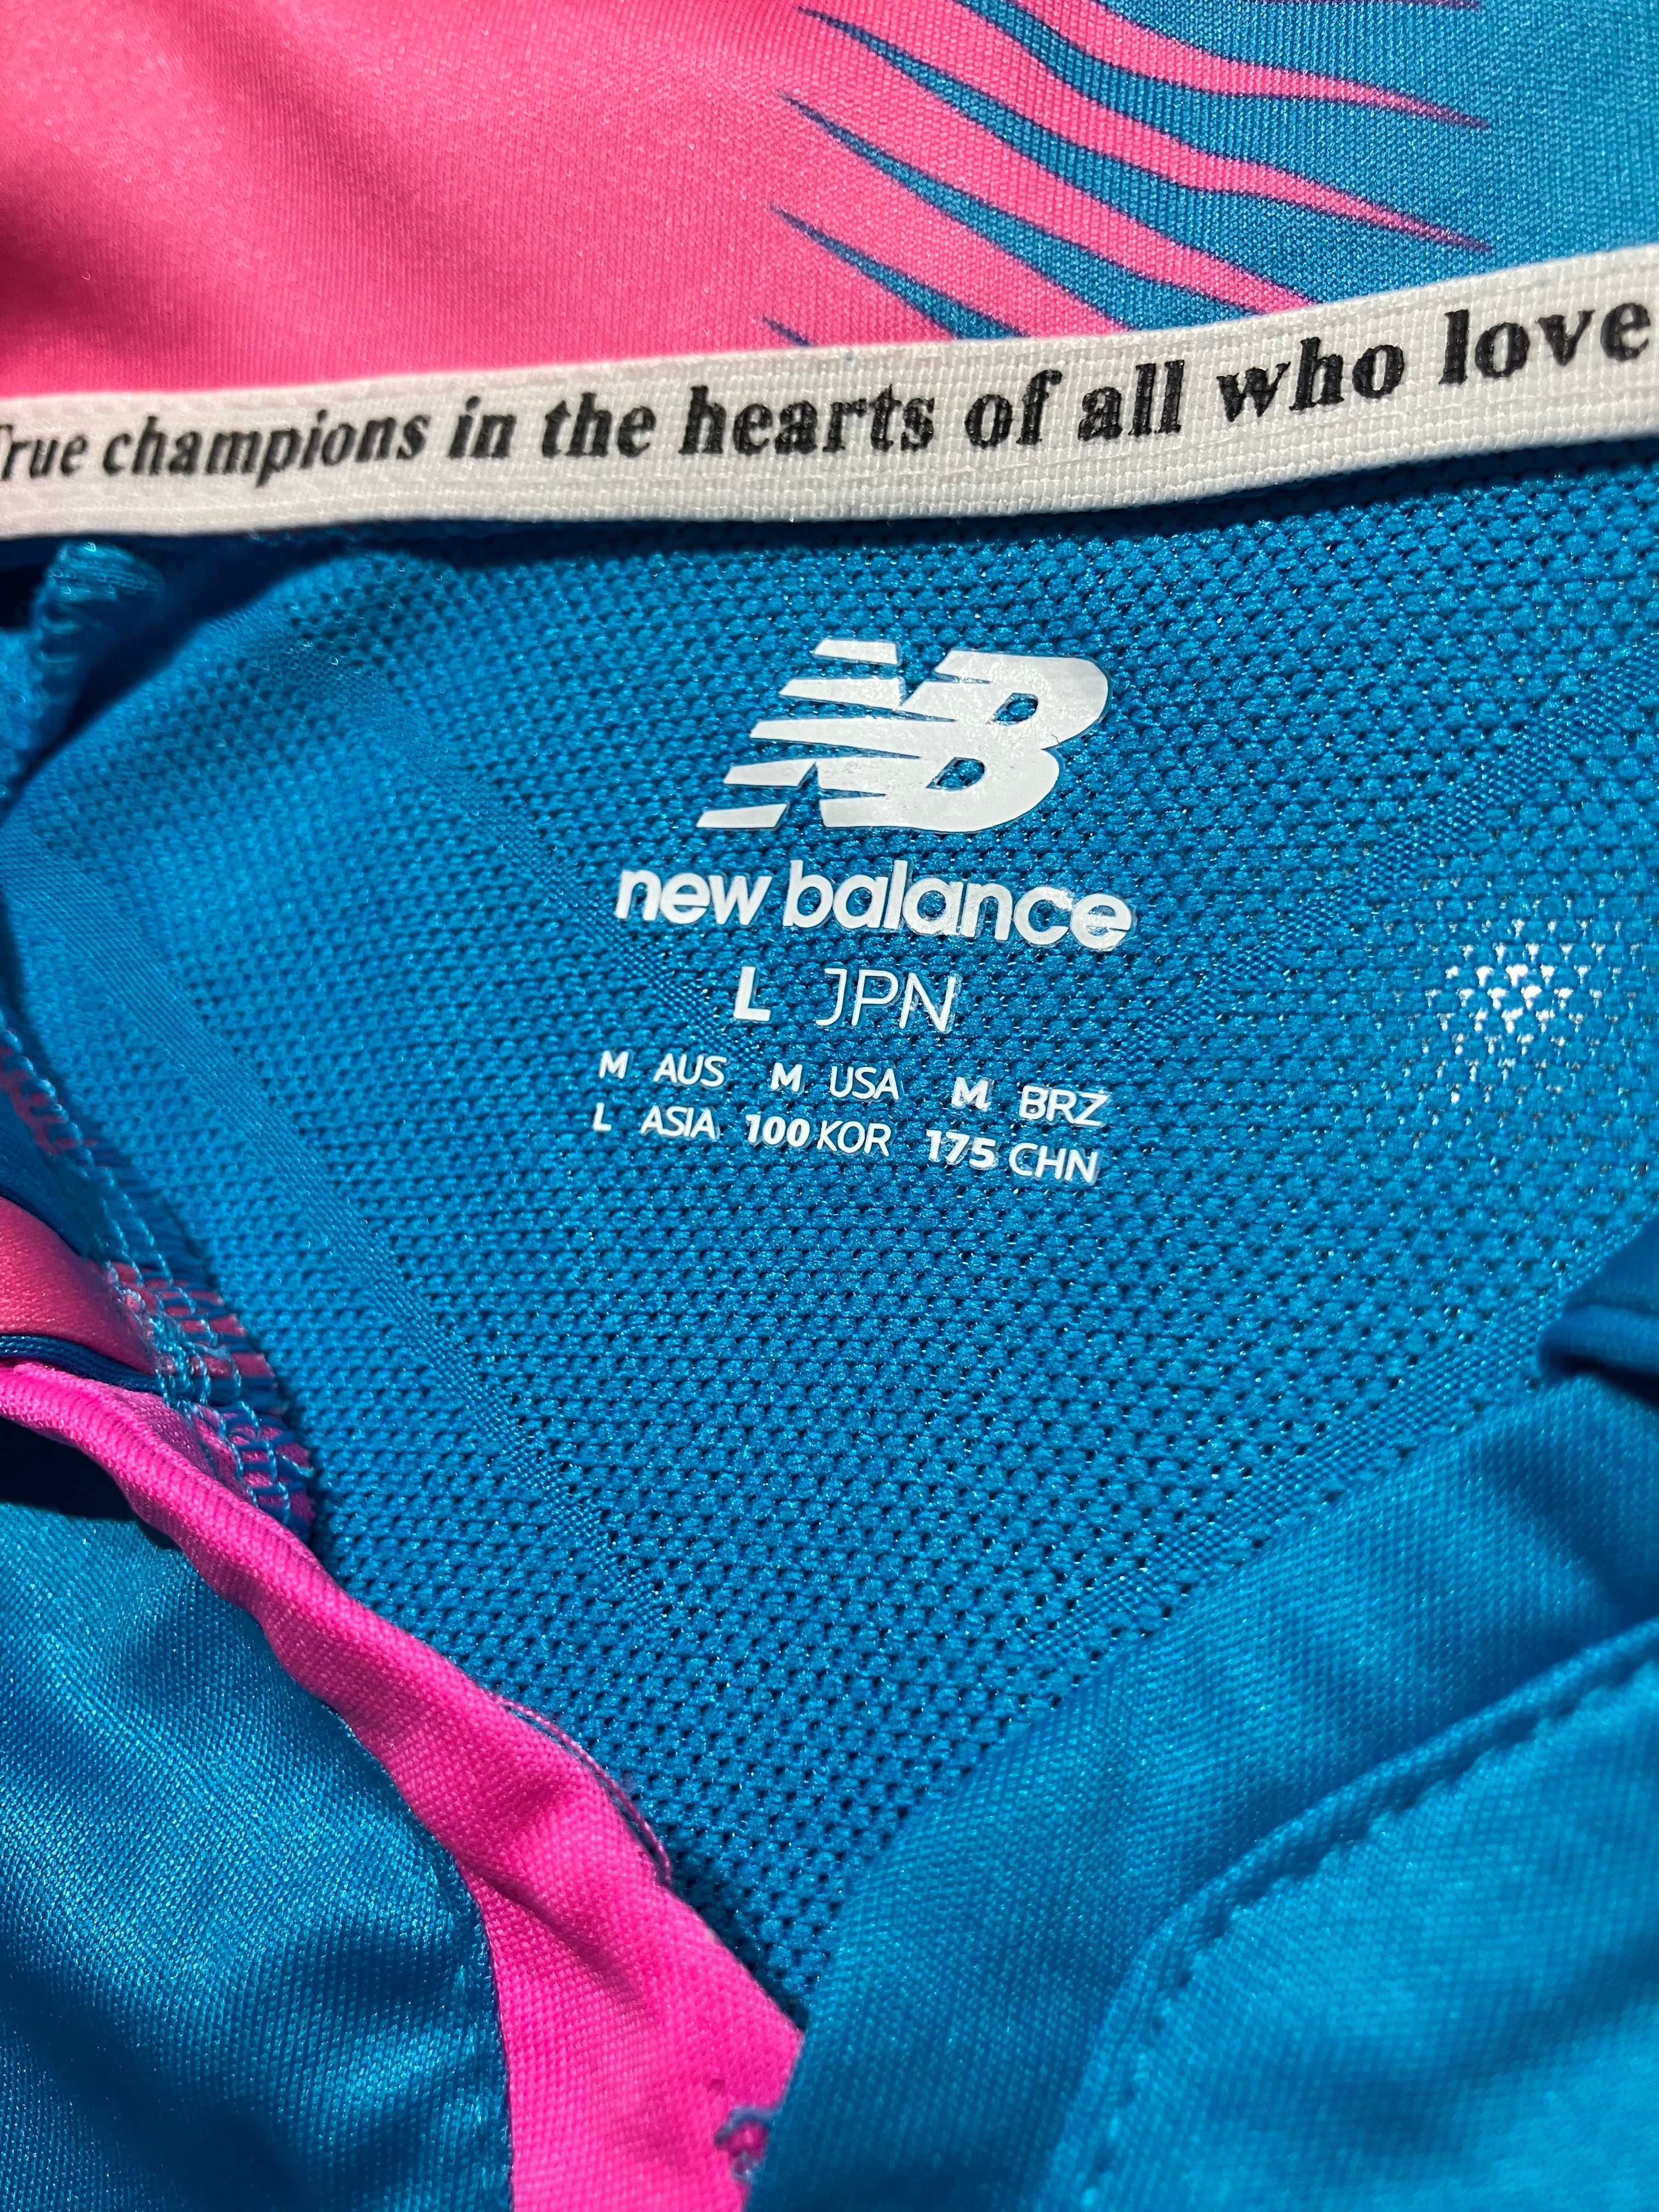 True champions in the hearts of all who love
NB
new balance
L JPN
M AUS M USA M BRZ
L ASIA 100 KOR 175 CHN